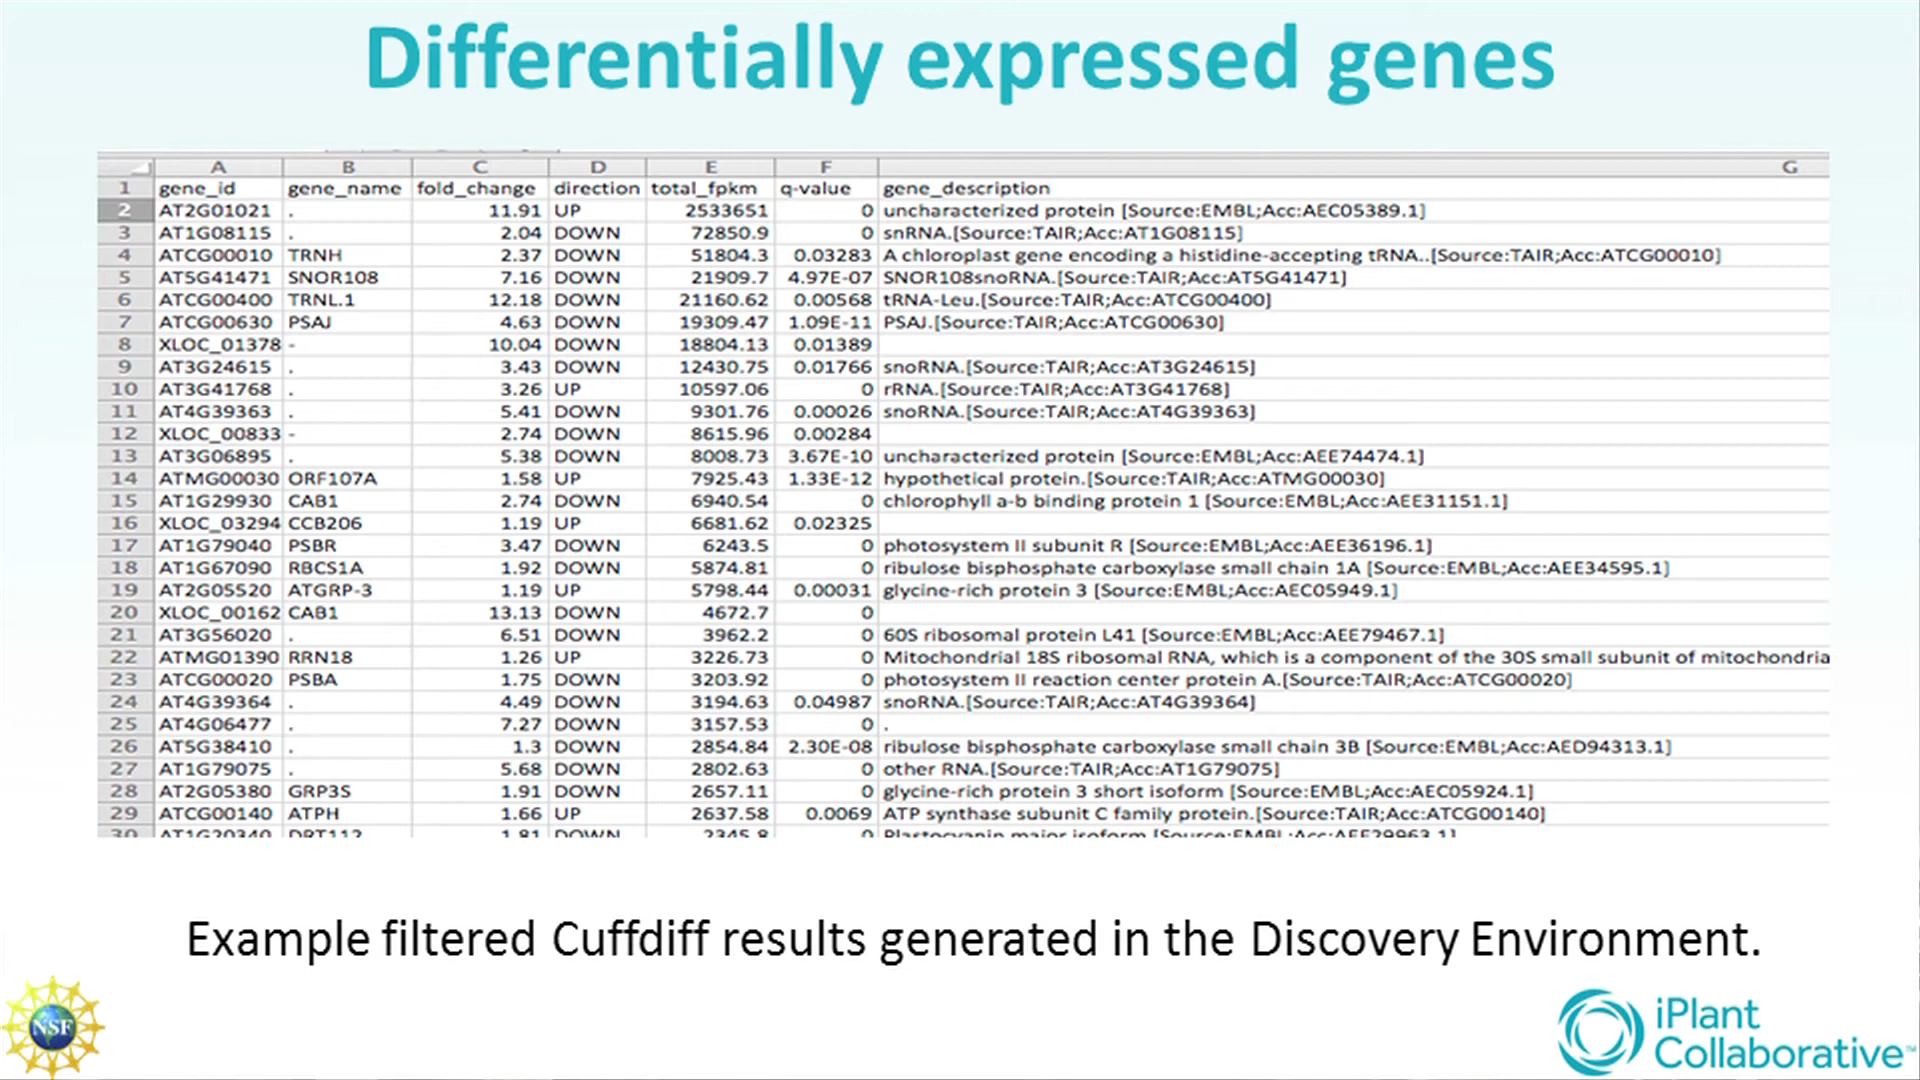 Differentially expressed genes
A B C D E F G
1 gene_id gene_name fold_change direction total_fpkm q-value gene_description
2 AT2G01021 . 11.91 UP 2533651 0 uncharacterized protein [Source:EMBL;Acc:AEC05389.1]
3 AT1G08115 . 2.04 DOWN 72850.9 0 snRNA.[Source:TAIR;Acc:AT1G08115]
4 ATCG00010 TRNH 2.37 DOWN 51804.3 0.03283 A chloroplast gene encoding a histidine-accepting tRNA..[Source:TAIR;Acc:ATCG00010]
5 AT5G41471 SNOR108 7.16 DOWN 21909.7 4.97E-07 SNOR108snoRNA.[Source:TAIR;Acc:AT5G41471]
6 ATCG00400 TRNL.1 12.18 DOWN 21160.62 0.00568 tRNA-Leu.[Source:TAIR;Acc:ATCG00400]
7 ATCG00630 PSAJ 4.63 DOWN 19309.47 1.09E-11 PSAJ.[Source:TAIR;Acc:ATCG00630]
8 XLOC_01378 - 10.04 DOWN 18804.13 0.01389
9 AT3G24615 . 3.43 DOWN 12430.75 0.01766 snoRNA.[Source:TAIR;Acc:AT3G24615]
10 AT3G41768 . 3.26 UP 10597.06 0 rRNA.[Source:TAIR;Acc:AT3G41768]
11 AT4G39363 . 5.41 DOWN 9301.76 0.00026 snoRNA.[Source:TAIR;Acc:AT4G39363]
12 XLOC_00833 - 2.74 DOWN 8615.96 0.00284
13 AT3G06895 . 5.38 DOWN 8008.73 3.67E-10 uncharacterized protein [Source:EMBL;Acc:AEE74474.1]
14 ATMG00030 ORF107A 1.58 UP 7925.43 1.33E-12 hypothetical protein.[Source:TAIR;Acc:ATMG00030]
15 AT1G29930 CAB1 2.74 DOWN 6940.54 0 chlorophyll a-b binding protein 1 [Source:EMBL;Acc:AEE31151.1]
16 XLOC_03294 CCB206 1.19 UP 6681.62 0.02325
17 AT1G79040 PSBR 3.47 DOWN 6243.5 0 photosystem II subunit R [Source:EMBL;Acc:AEE36196.1]
18 AT1G67090 RBCS1A 1.92 DOWN 5874.81 0 ribulose bisphosphate carboxylase small chain 1A [Source:EMBL;Acc:AEE34595.1]
19 AT2G05520 ATGRP-3 1.19 UP 5798.44 0.00031 glycine-rich protein 3 [Source:EMBL;Acc:AEC05949.1]
20 XLOC_00162 CAB1 13.13 DOWN 4672.7 0
21 AT3G56020 . 6.51 DOWN 3962.2 0 60S ribosomal protein L41 [Source:EMBL;Acc:AEE79467.1]
22 ATMG01390 RRN18 1.26 UP 3226.73 0 Mitochondrial 18S ribosomal RNA, which is a component of the 30S small subunit of mitochondria
23 ATCG00020 PSBA 1.75 DOWN 3203.92 0 photosystem II reaction center protein A.[Source:TAIR;Acc:ATCG00020]
24 AT4G39364 . 4.49 DOWN 3194.63 0.04987 snoRNA.[Source:TAIR;Acc:AT4G39364]
25 AT4G06477 . 7.27 DOWN 3157.53 0 .
26 AT5G38410 . 1.3 DOWN 2854.84 2.30E-08 ribulose bisphosphate carboxylase small chain 3B [Source:EMBL;Acc:AED94313.1]
27 AT1G79075 . 5.68 DOWN 2802.63 0 other RNA.[Source:TAIR;Acc:AT1G79075]
28 AT2G05380 GRP3S 1.91 DOWN 2657.11 0 glycine-rich protein 3 short isoform [Source:EMBL;Acc:AEC05924.1]
29 ATCG00140 ATPH 1.66 UP 2637.58 0.0069 ATP synthase subunit C family protein.[Source:TAIR;Acc:ATCG00140]
30 AT1G20340 DRT112 1.81 DOWN 2345.8 0 Plastocyanin major isoform [Source:EMBL;Acc:AEE29963.1]
Example filtered Cuffdiff results generated in the Discovery Environment.
NSF
iPlant
Collaborative™